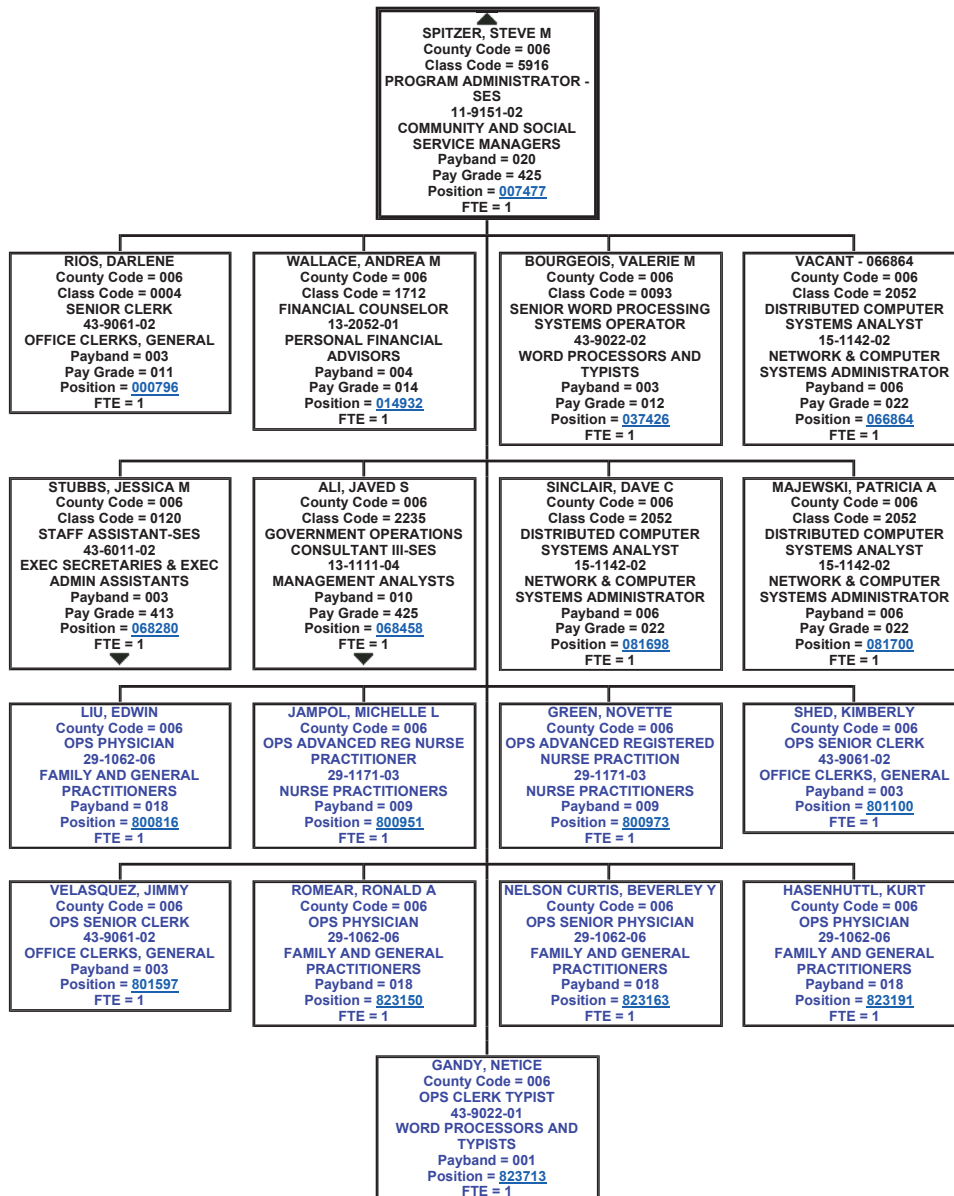 SPITZER, STEVE M
County Code = 006
Class Code = 5916
PROGRAM ADMINISTRATOR -
SES
11-9151-02
COMMUNITY AND SOCIAL
SERVICE MANAGERS
Payband = 020
Pay Grade = 425
Position = 007477
FTE = 1
RIOS, DARLENE
County Code = 006
Class Code = 0004
SENIOR CLERK
43-9061-02
OFFICE CLERKS, GENERAL
Payband = 003
Pay Grade = 011
Position = 000796
FTE = 1
WALLACE, ANDREA M
County Code = 006
Class Code = 1712
FINANCIAL COUNSELOR
13-2052-01
PERSONAL FINANCIAL
ADVISORS
Payband = 004
Pay Grade = 014
Position = 014932
FTE = 1
BOURGEOIS, VALERIE M
County Code = 006
Class Code = 0093
SENIOR WORD PROCESSING
SYSTEMS OPERATOR
43-9022-02
WORD PROCESSORS AND
TYPISTS
Payband = 003
Pay Grade = 012
Position = 037426
FTE = 1
VACANT - 066864
County Code = 006
Class Code = 2052
DISTRIBUTED COMPUTER
SYSTEMS ANALYST
15-1142-02
NETWORK & COMPUTER
SYSTEMS ADMINISTRATOR
Payband = 006
Pay Grade = 022
Position = 066864
FTE = 1
STUBBS, JESSICA M
County Code = 006
Class Code = 0120
STAFF ASSISTANT-SES
43-6011-02
EXEC SECRETARIES & EXEC
ADMIN ASSISTANTS
Payband = 003
Pay Grade = 413
Position = 068280
FTE = 1
ALI, JAVED S
County Code = 006
Class Code = 2235
GOVERNMENT OPERATIONS
CONSULTANT III-SES
13-1111-04
MANAGEMENT ANALYSTS
Payband = 010
Pay Grade = 425
Position = 068458
FTE = 1
SINCLAIR, DAVE C
County Code = 006
Class Code = 2052
DISTRIBUTED COMPUTER
SYSTEMS ANALYST
15-1142-02
NETWORK & COMPUTER
SYSTEMS ADMINISTRATOR
Payband = 006
Pay Grade = 022
Position = 081698
FTE = 1
MAJEWSKI, PATRICIA A
County Code = 006
Class Code = 2052
DISTRIBUTED COMPUTER
SYSTEMS ANALYST
15-1142-02
NETWORK & COMPUTER
SYSTEMS ADMINISTRATOR
Payband = 006
Pay Grade = 022
Position = 081700
FTE = 1
LIU, EDWIN
County Code = 006
OPS PHYSICIAN
29-1062-06
FAMILY AND GENERAL
PRACTITIONERS
Payband = 018
Position = 800816
FTE = 1
JAMPOL, MICHELLE L
County Code = 006
OPS ADVANCED REG NURSE
PRACTITIONER
29-1171-03
NURSE PRACTITIONERS
Payband = 009
Position = 800951
FTE = 1
GREEN, NOVETTE
County Code = 006
OPS ADVANCED REGISTERED
NURSE PRACTITION
29-1171-03
NURSE PRACTITIONERS
Payband = 009
Position = 800973
FTE = 1
SHED, KIMBERLY
County Code = 006
OPS SENIOR CLERK
43-9061-02
OFFICE CLERKS, GENERAL
Payband = 003
Position = 801100
FTE = 1
VELASQUEZ, JIMMY
County Code = 006
OPS SENIOR CLERK
43-9061-02
OFFICE CLERKS, GENERAL
Payband = 003
Position = 801597
FTE = 1
ROMEAR, RONALD A
County Code = 006
OPS PHYSICIAN
29-1062-06
FAMILY AND GENERAL
PRACTITIONERS
Payband = 018
Position = 823150
FTE = 1
NELSON CURTIS, BEVERLEY Y
County Code = 006
OPS SENIOR PHYSICIAN
29-1062-06
FAMILY AND GENERAL
PRACTITIONERS
Payband = 018
Position = 823163
FTE = 1
HASENHUTTL, KURT
County Code = 006
OPS PHYSICIAN
29-1062-06
FAMILY AND GENERAL
PRACTITIONERS
Payband = 018
Position = 823191
FTE = 1
GANDY, NETICE
County Code = 006
OPS CLERK TYPIST
43-9022-01
WORD PROCESSORS AND
TYPISTS
Payband = 001
Position = 823713
FTE = 1